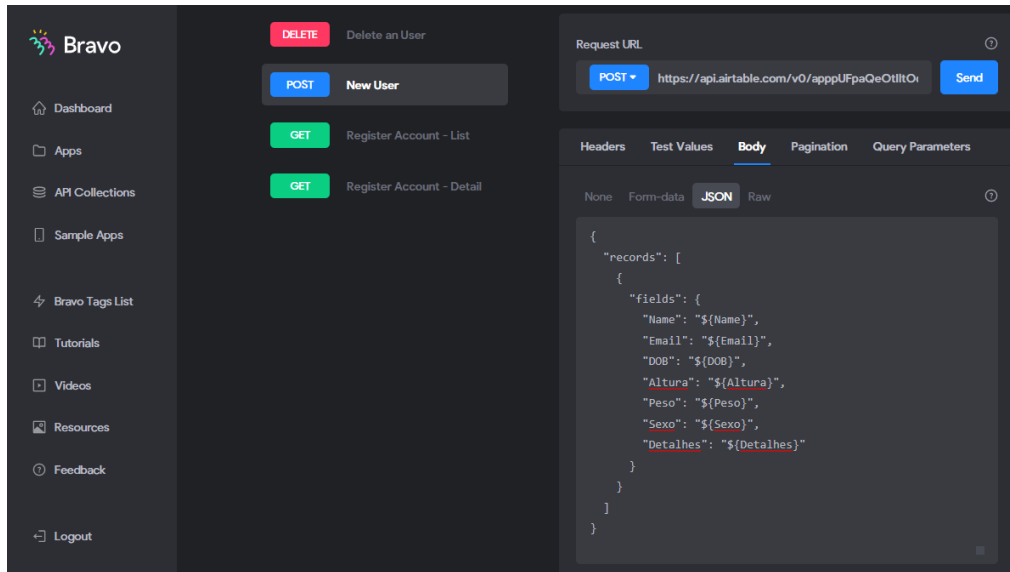 Bravo
Dashboard
Apps
API Collections
Sample Apps
Bravo Tags List
Tutorials
Videos
Resources
Feedback
Logout
DELETE Delete an User
POST New User
GET Register Account - List
GET Register Account - Detail
Request URL
POST https://api.airtable.com/v0/apppUFpaQeOtIltO Send
Headers Test Values Body Pagination Query Parameters
None Form-data JSON Raw
{
"records": [
{
"fields": {
"Name": "${Name}",
"Email": "${Email}",
"DOB": "${DOB}",
"Altura": "${Altura}",
"Peso": "${Peso}",
"Sexo": "${Sexo}",
"Detalhes": "${Detalhes}"
}
}
]
}